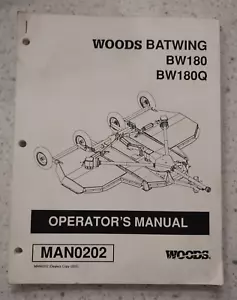 WOODS BATWING
BW180
BW180Q
OPERATOR'S MANUAL
MAN0202
WOODS